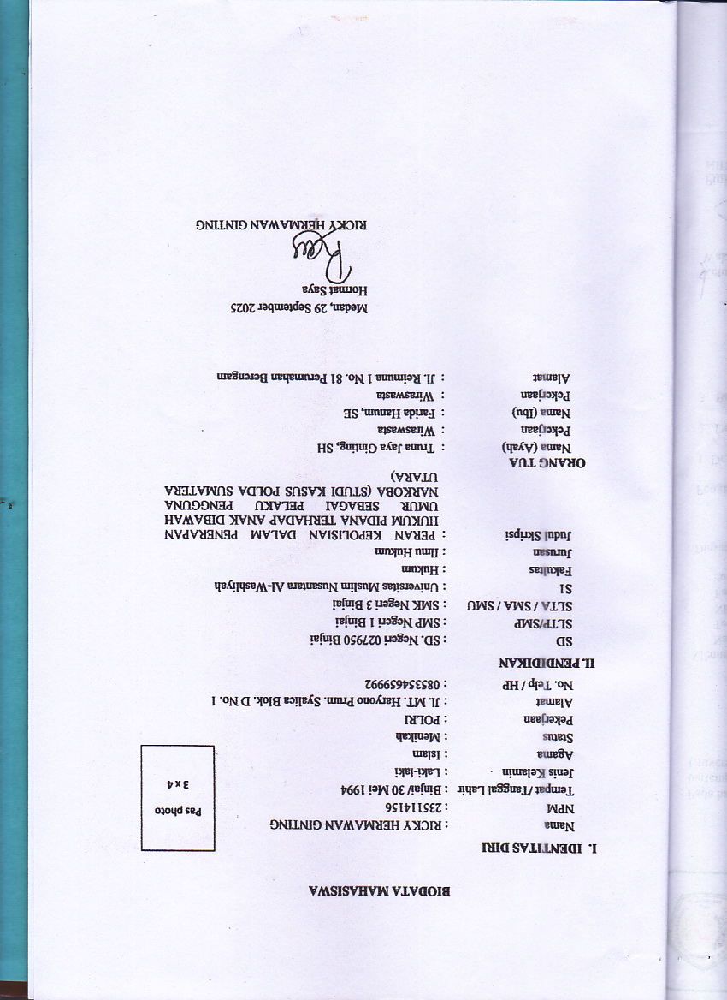 BIODATA MAHASISWA
I. IDENTITAS DIRI
Nama : RICKY HERMAWAN GINTING
NPM : 235114156
Tempat /Tanggal Lahir : Binjai/ 30 Mei 1994
Jenis Kelamin : Laki-laki
Agama : Islam
Status : Menikah
Pekerjaan : POLRI
Alamat : Jl. MT. Haryono Prum. Syalica Blok. D No. 1
No. Telp / HP : 085354659992
Pas photo
3 x 4
II. PENDIDIKAN
SD : SD. Negeri 027950 Binjai
SLTP/SMP : SMP Negeri 1 Binjai
SLTA / SMA / SMU : SMK Negeri 3 Binjai
S1 : Universitas Muslim Nusantara Al-Washliyah
Fakultas : Hukum
Jurusan : Ilmu Hukum
Judul Skripsi : PERAN KEPOLISIAN DALAM PENERAPAN
HUKUM PIDANA TERHADAP ANAK DIBAWAH
UMUR SEBAGAI PELAKU PENGGUNA
NARKOBA (STUDI KASUS POLDA SUMATERA
UTARA)
ORANG TUA
Nama (Ayah) : Truna Jaya Ginting, SH
Pekerjaan : Wiraswasta
Nama (Ibu) : Farida Hanum, SE
Pekerjaan : Wiraswasta
Alamat : Jl. Reimuna 1 No. 81 Perumahan Berengam
Medan, 29 September 2025
Hormat Saya
RICKY HERMAWAN GINTING